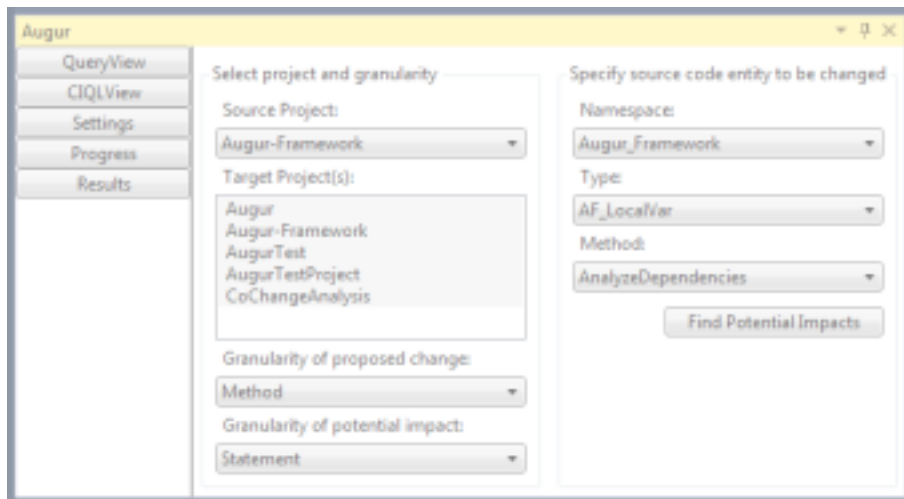 Augur
QueryView
CIQLView
Settings
Progress
Results
Select project and granularity
Source Project:
Augur-Framework
Target Project(s):
Augur
Augur-Framework
AugurTest
AugurTestProject
CoChangeAnalysis
Granularity of proposed change:
Method
Granularity of potential impact:
Statement
Specify source code entity to be changed
Namespace:
Augur_Framework
Type:
AF_LocalVar
Method:
AnalyzeDependencies
Find Potential Impacts